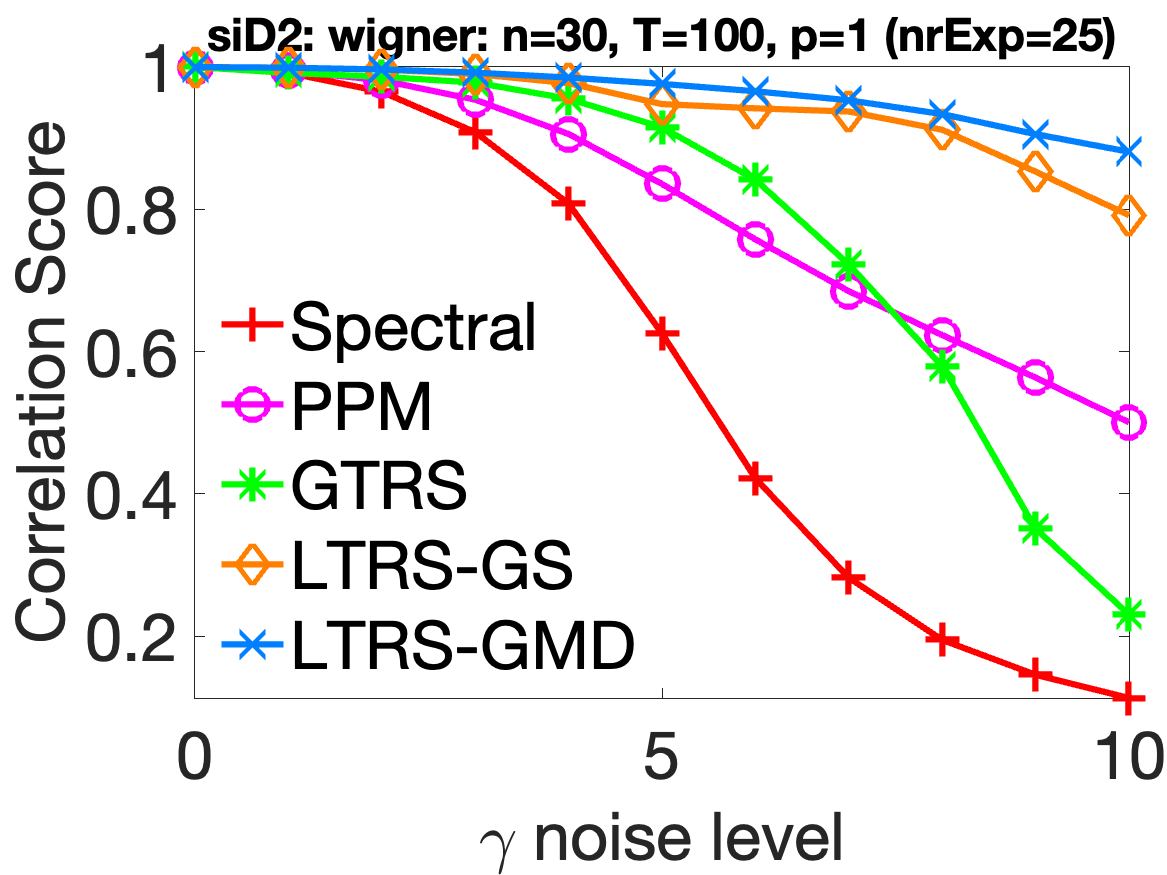 siD2: wigner: n=30, T=100, p=1 (nrExp=25)
Correlation Score
1
0.8
0.6
0.4
0.2
Spectral
PPM
GTRS
LTRS-GS
LTRS-GMD
0 5 10
γ noise level